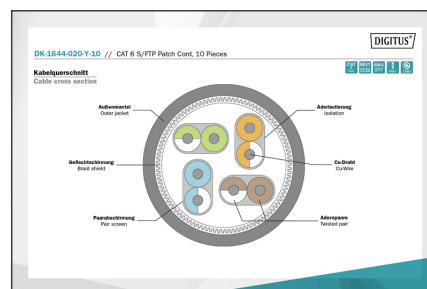 DIGITUS®
DK-1644-020-Y-10 // CAT 6 S/FTP Patch Cord, 10 Pieces
Kabelquerschnitt
Cable cross section
Außenmantel
Outer jacket
Aderisolierung
Isolation
Geflechtschirmung
Braid shield
Cu-Draht
Cu-Wire
Paarabschirmung
Pair screen
Adernpaare
Twisted pair